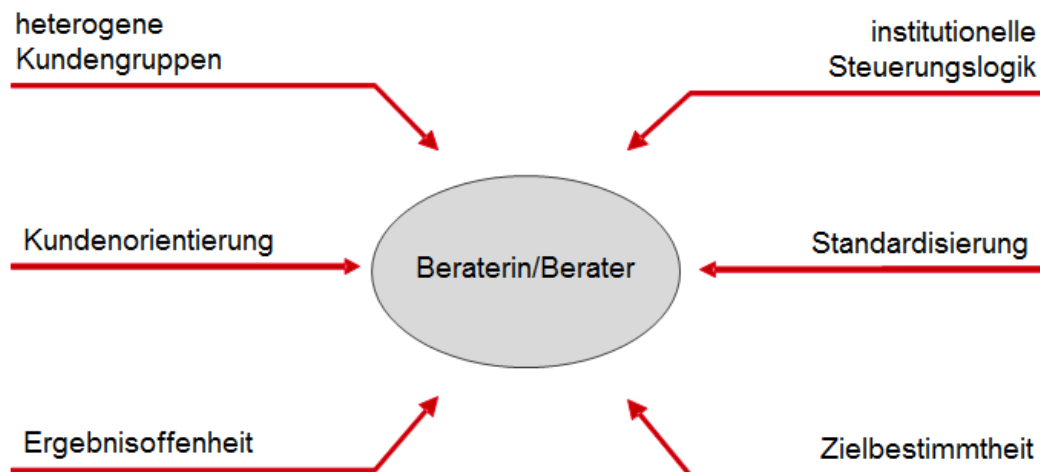 heterogene
Kundengruppen
institutionelle
Steuerungslogik
Kundenorientierung
Beraterin/Berater
Standardisierung
Ergebnisoffenheit
Zielbestimmtheit